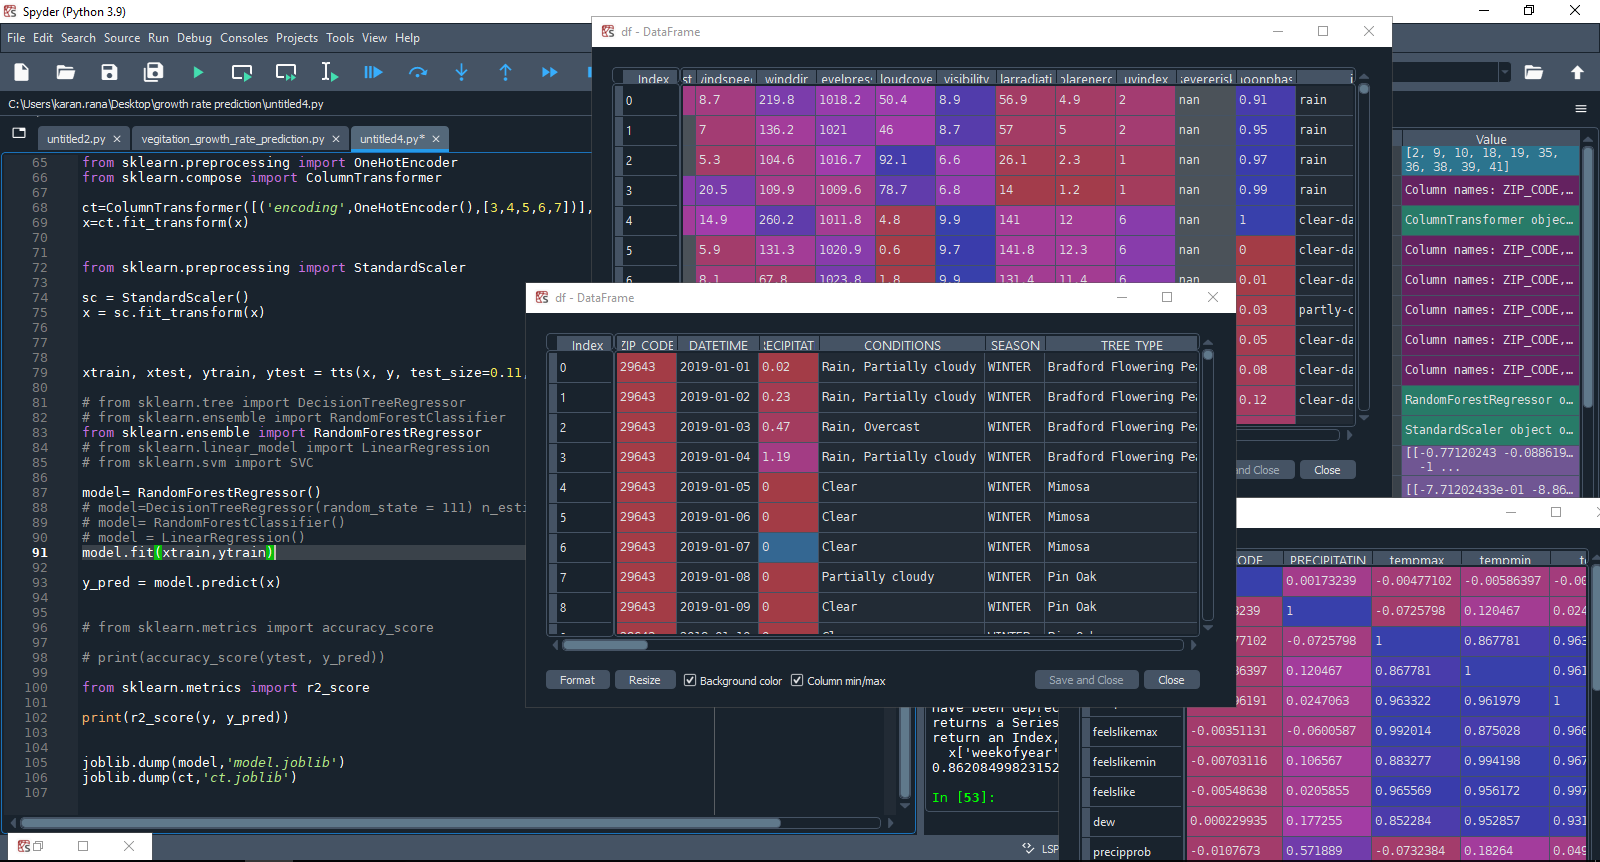 Spyder (Python 3.9)
File Edit Search Source Run Debug Consoles Projects Tools View Help
C:\Users\karan.rana\Desktop\growth rate prediction\untitled4.py
untitled2.py
vegitation_growth_rate_prediction.py
untitled4.py*
65 from sklearn.preprocessing import OneHotEncoder
66 from sklearn.compose import ColumnTransformer
67
68 ct=ColumnTransformer([('encoding',OneHotEncoder(),[3,4,5,6,7])],
69 x=ct.fit_transform(x)
70
71
72 from sklearn.preprocessing import StandardScaler
73
74 sc = StandardScaler()
75 x = sc.fit_transform(x)
76
77
78
79 xtrain, xtest, ytrain, ytest = tts(x, y, test_size=0.11,
80
81 # from sklearn.tree import DecisionTreeRegressor
82 # from sklearn.ensemble import RandomForestClassifier
83 from sklearn.ensemble import RandomForestRegressor
84 # from sklearn.linear_model import LinearRegression
85 # from sklearn.svm import SVC
86
87 model= RandomForestRegressor()
88 # model=DecisionTreeRegressor(random_state = 111) n_esti
89 # model= RandomForestClassifier()
90 # model = LinearRegression()
91 model.fit(xtrain,ytrain)
92
93 y_pred = model.predict(x)
94
95
96 # from sklearn.metrics import accuracy_score
97
98 # print(accuracy_score(ytest, y_pred))
99
100 from sklearn.metrics import r2_score
101
102 print(r2_score(y, y_pred))
103
104
105 joblib.dump(model,'model.joblib')
106 joblib.dump(ct,'ct.joblib')
107
df - DataFrame
Index st vindspee winddir evelpres loudcove visibility larradiati plarenerg uvindex severerisk noonphas i
0 8.7 219.8 1018.2 50.4 8.9 56.9 4.9 2 nan 0.91 rain
1 7 136.2 1021 46 8.7 57 5 2 nan 0.95 rain
2 5.3 104.6 1016.7 92.1 6.6 26.1 2.3 1 nan 0.97 rain
3 20.5 109.9 1009.6 78.7 6.8 14 1.2 1 nan 0.99 rain
4 14.9 260.2 1011.8 4.8 9.9 141 12 6 nan 1 clear-da
5 5.9 131.3 1020.9 0.6 9.7 141.8 12.3 6 nan 0 clear-da
6 8.1 67.8 1023.8 1.8 9.9 131.4 11.4 6 nan 0.01 clear-da
0.03 partly-c
0.05 clear-da
0.08 clear-da
0.12 clear-da
nd Close
Close
df - DataFrame
Index ZIP_CODE DATETIME RECIPITAT CONDITIONS SEASON TREE TYPE
0 29643 2019-01-01 0.02 Rain, Partially cloudy WINTER Bradford Flowering Pea
1 29643 2019-01-02 0.23 Rain, Partially cloudy WINTER Bradford Flowering Pea
2 29643 2019-01-03 0.47 Rain, Overcast WINTER Bradford Flowering Pea
3 29643 2019-01-04 1.19 Rain, Partially cloudy WINTER Bradford Flowering Pea
4 29643 2019-01-05 0 Clear WINTER Mimosa
5 29643 2019-01-06 0 Clear WINTER Mimosa
6 29643 2019-01-07 0 Clear WINTER Mimosa
7 29643 2019-01-08 0 Partially cloudy WINTER Pin Oak
8 29643 2019-01-09 0 Clear WINTER Pin Oak
Format Resize Background color Column min/max Save and Close Close
Value
[2, 9, 10, 18, 19, 35,
36, 38, 39, 41]
Column names: ZIP_CODE,…
ColumnTransformer objec…
Column names: ZIP_CODE,…
Column names: ZIP_CODE,…
Column names: ZIP_CODE,…
Column names: ZIP_CODE,…
Column names: ZIP_CODE,…
RandomForestRegressor o…
StandardScaler object o…
[[-0.77120243 -0.088619…
-1 ...
[[-7.71202433e-01 -8.86…
ODE PRECIPITATIN tempmax tempmin te
0.00173239 -0.00477102 -0.00586397 -0.00
3239 1 -0.0725798 0.120467 0.024
77102 -0.0725798 1 0.867781 0.963
36397 0.120467 0.867781 1 0.961
96191 0.0247063 0.963322 0.961979 1
feelslikemax -0.00351131 -0.0600587 0.992014 0.875028 0.960
feelslikemin -0.00703116 0.106567 0.883277 0.994198 0.967
feelslike -0.00548638 0.0205855 0.965569 0.956172 0.997
dew 0.000229935 0.177255 0.852284 0.952857 0.931
precipprob -0.0107673 0.571889 -0.0732384 0.18264 0.049
have been depre
returns a Series
return an Index,
x['weekofyear'
0.86208499823152
In [53]:
LSP